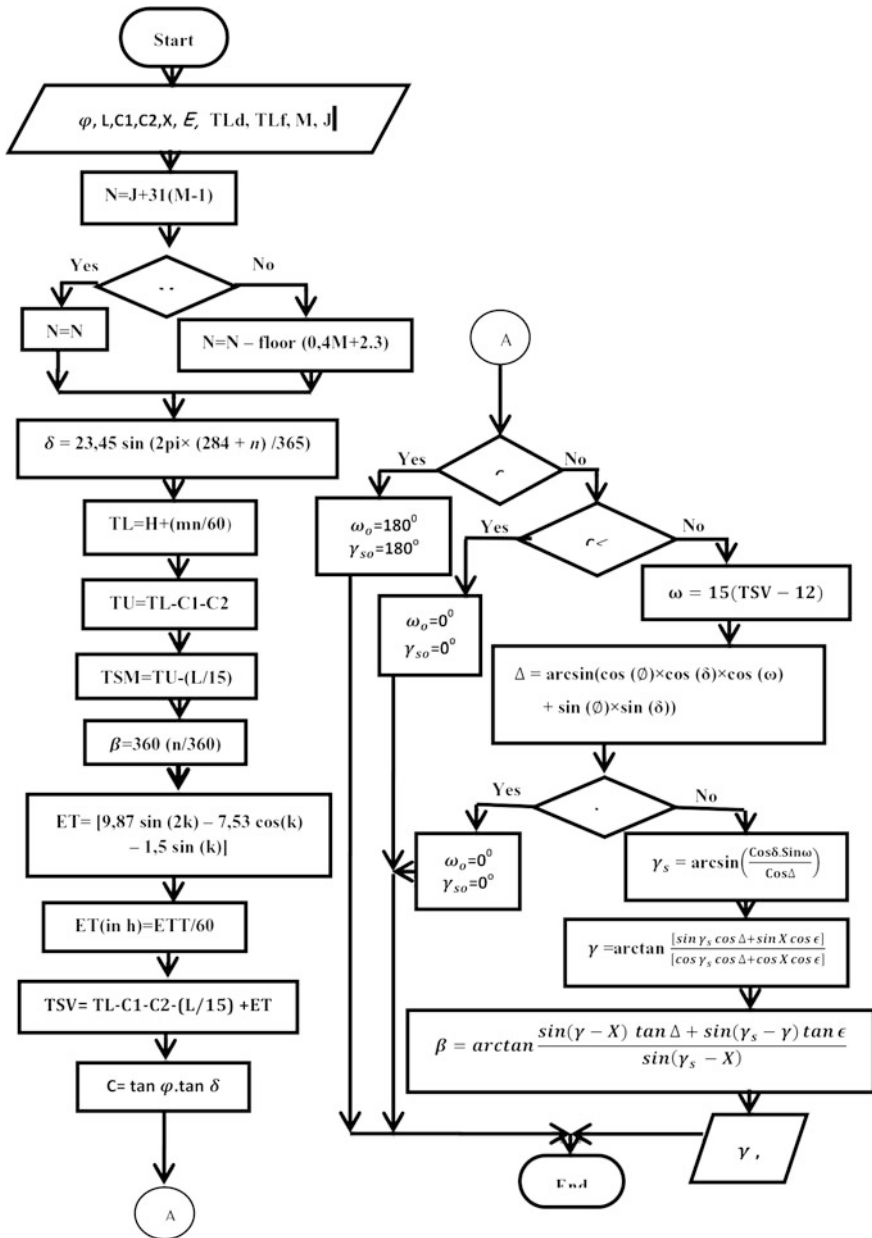 Start
φ, L,C1,C2,X, E, TLd, TLf, M, J
N=J+31(M-1)
Yes
No
N=N
N=N – floor (0,4M+2.3)
δ = 23,45 sin (2pi× (284 + n) /365)
TL=H+(mn/60)
TU=TL-C1-C2
TSM=TU-(L/15)
β=360 (n/360)
ET= [9,87 sin (2k) – 7,53 cos(k)
– 1,5 sin (k)]
ET(in h)=ETT/60
TSV= TL-C1-C2-(L/15) +ET
C= tan φ.tan δ
A
A
Yes
No
ω₀=180⁰
γₛₒ=180°
Yes
No
ω₀=0⁰
γₛₒ=0°
ω = 15(TSV – 12)
Δ = arcsin(cos (∅)×cos (δ)×cos (ω)
+ sin (∅)×sin (δ))
Yes
No
ω₀=0⁰
γₛₒ=0°
γₛ = arcsin(Cosδ.Sinω/CosΔ)
γ =arctan [sin γₛ cos Δ+sin X cos ϵ]/[cos γₛ cos Δ+cos X cos ϵ]
β = arctan sin(γ – X) tan Δ + sin(γₛ – γ) tan ϵ/sin(γₛ – X)
γ ,
End